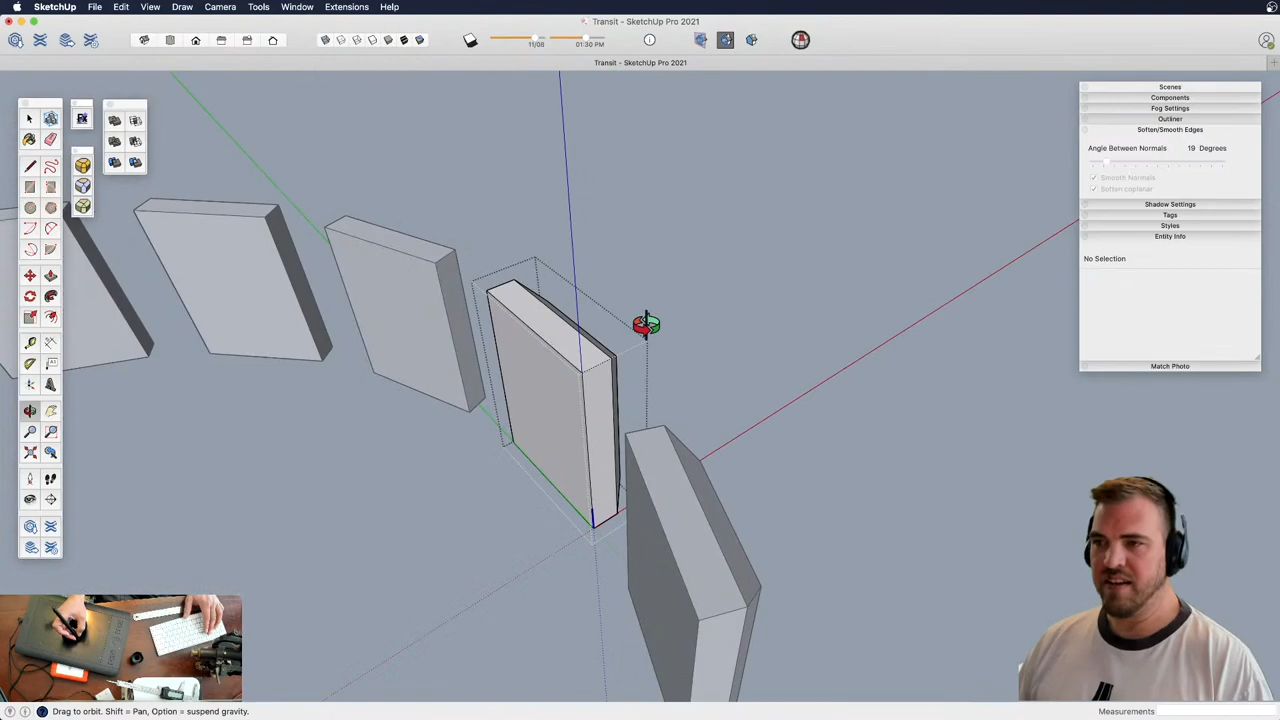 SketchUp File Edit View Draw Camera Tools Window Extensions Help
Transit - SketchUp Pro 2021
11/08 01:30 PM
Transit - SketchUp Pro 2021
Scenes
Components
Fog Settings
Outliner
Soften/Smooth Edges
Angle Between Normals 19 Degrees
Smooth Normals
Soften coplanar
Shadow Settings
Tags
Styles
Entity Info
No Selection
Match Photo
Drag to orbit. Shift = Pan, Option = suspend gravity.
Measurements